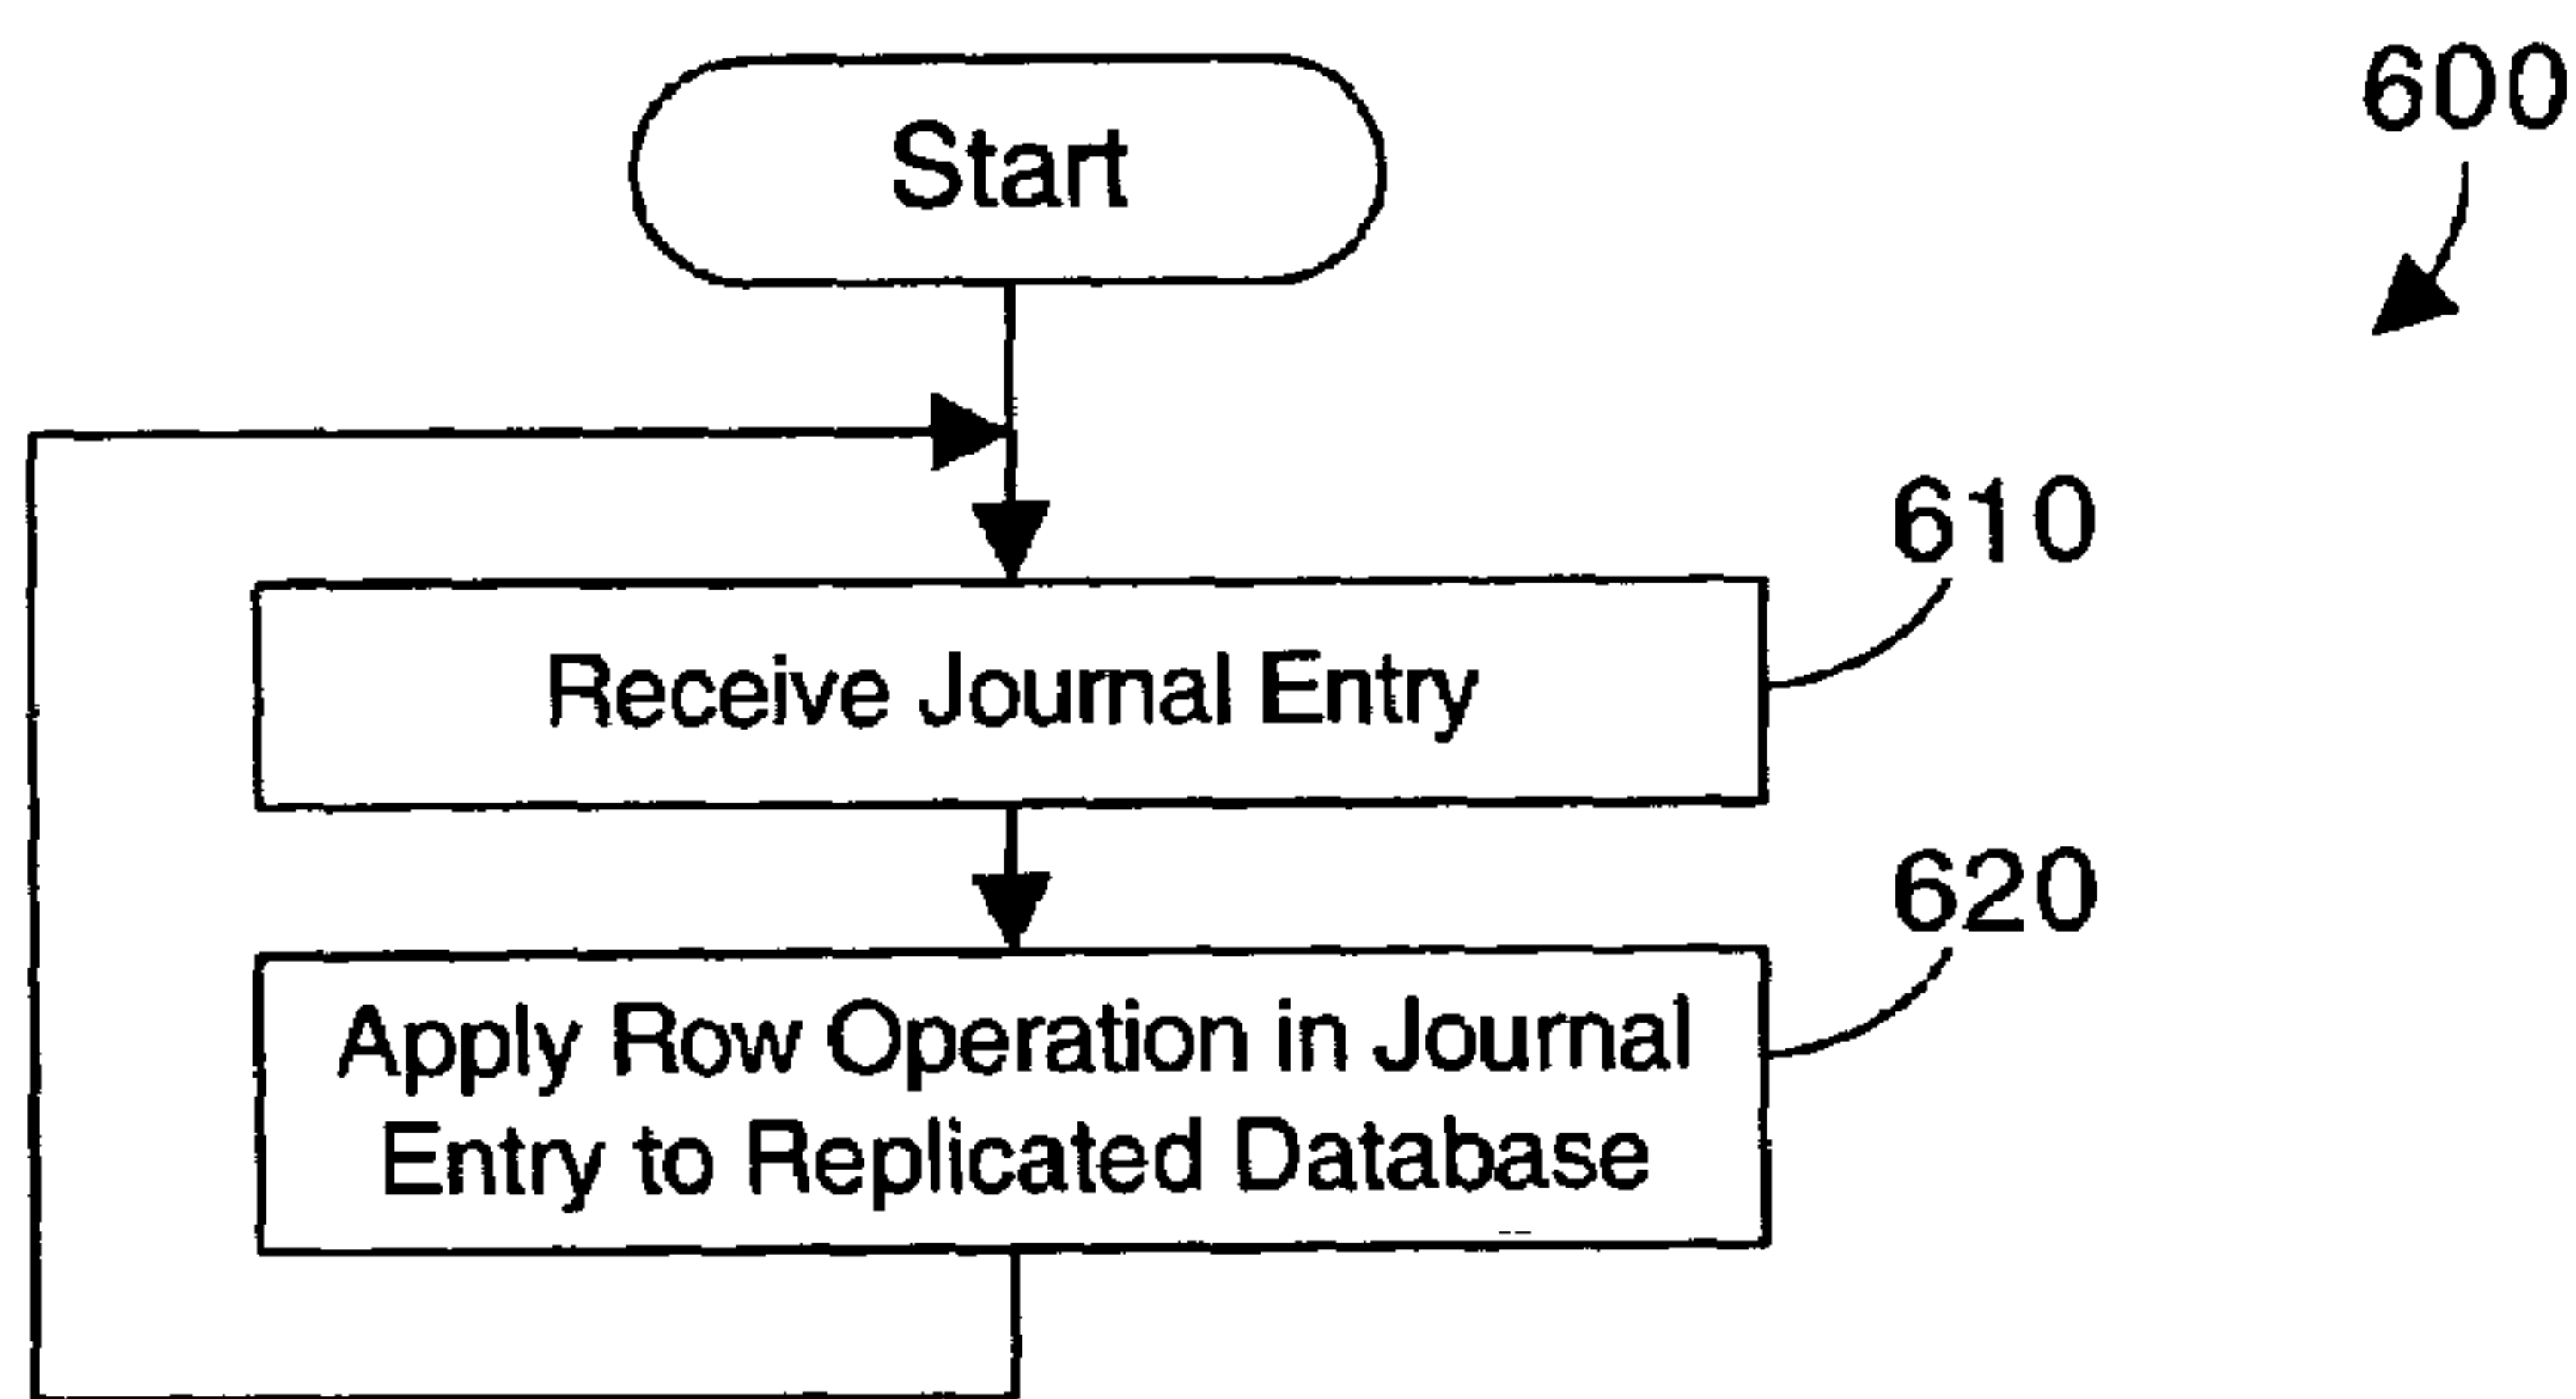 Start
600
610
Receive Journal Entry
620
Apply Row Operation in Journal
Entry to Replicated Database